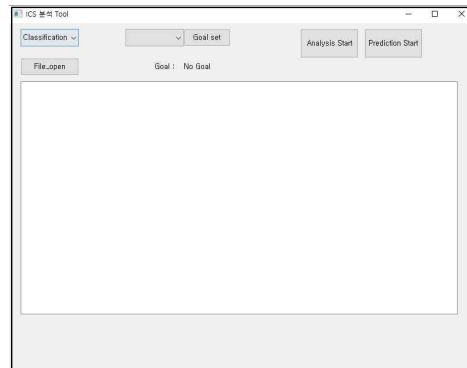 ICS 분석 Tool
Classification
Goal set
Analysis Start
Prediction Start
File_open
Goal : No Goal